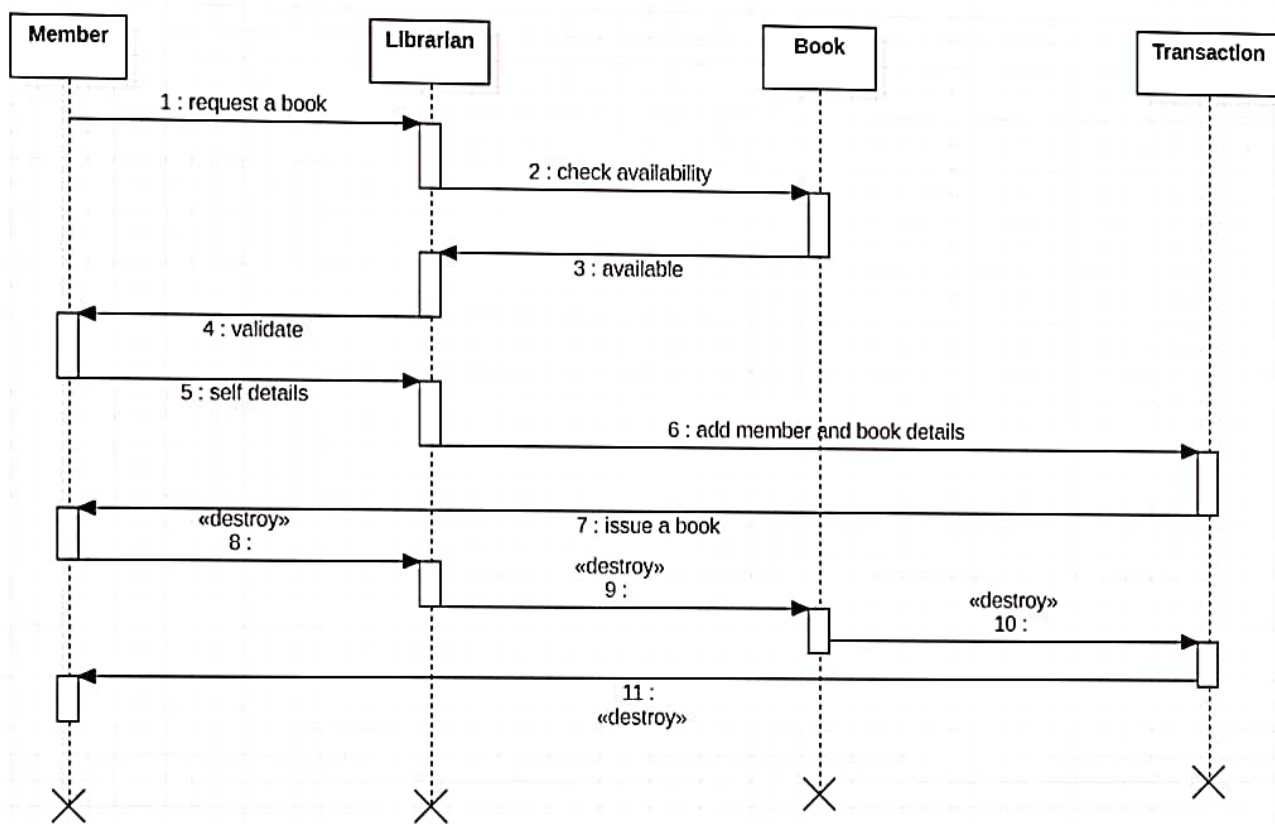 Member
Librarian
Book
Transaction
1 : request a book
2 : check availability
3 : available
4 : validate
5 : self details
6 : add member and book details
7 : issue a book
«destroy»
8 :
«destroy»
9 :
«destroy»
10 :
11 :
«destroy»